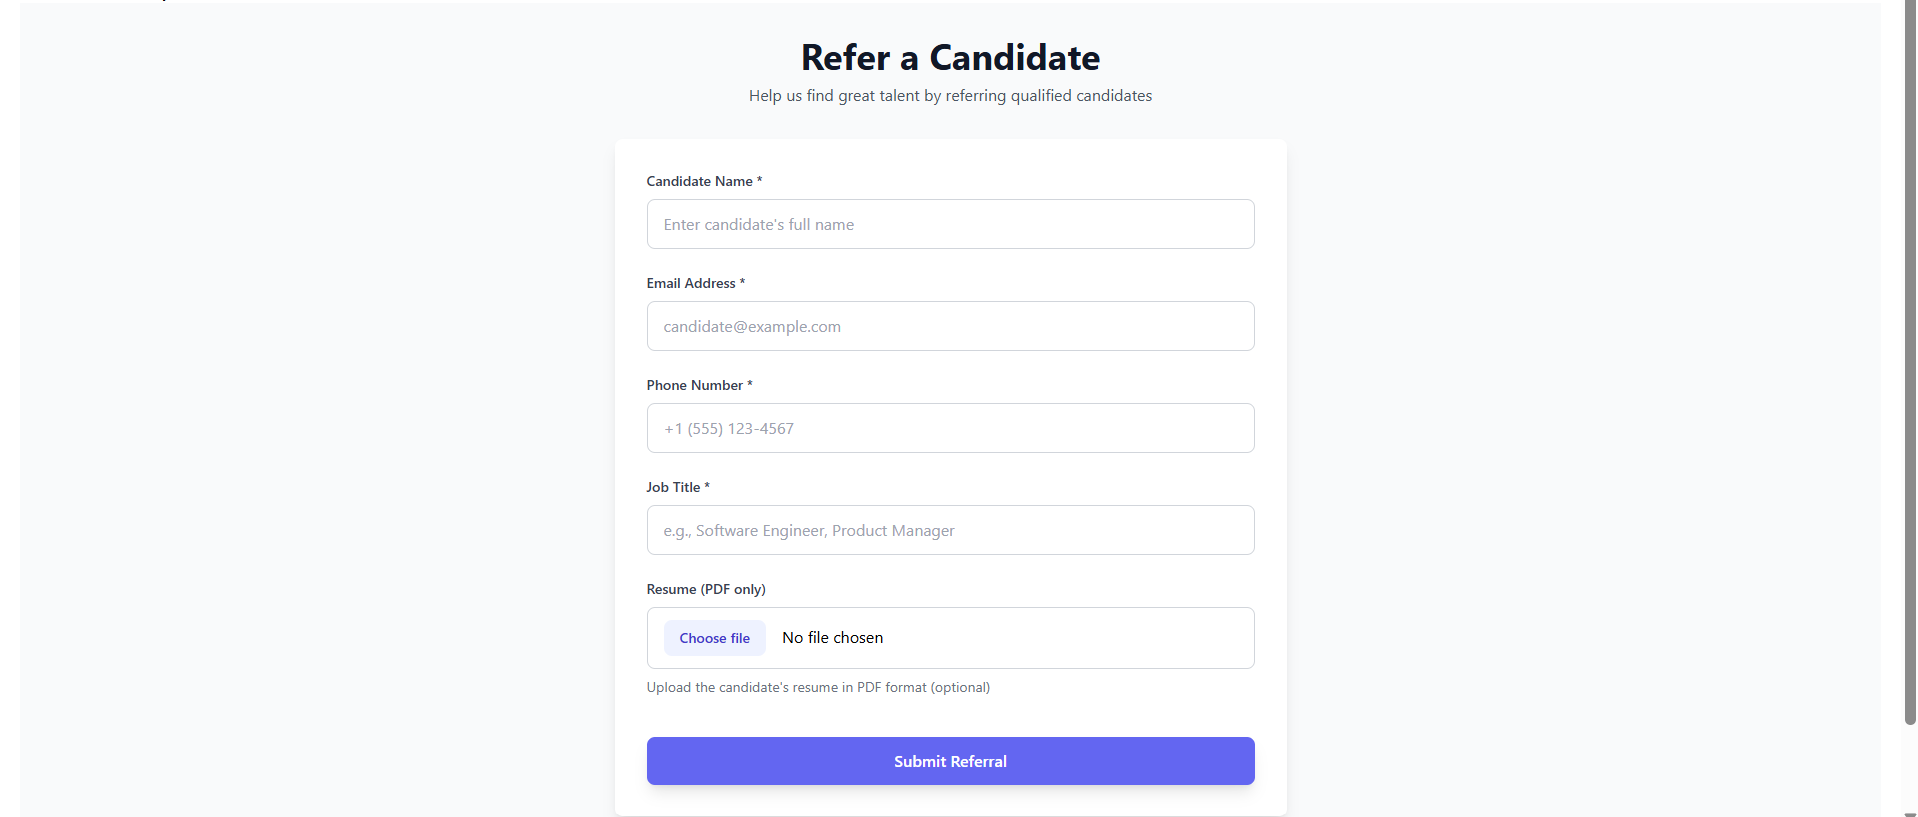 Refer a Candidate
Help us find great talent by referring qualified candidates
Candidate Name *
Enter candidate's full name
Email Address *
candidate@example.com
Phone Number *
+1 (555) 123-4567
Job Title *
e.g., Software Engineer, Product Manager
Resume (PDF only)
Choose file No file chosen
Upload the candidate's resume in PDF format (optional)
Submit Referral